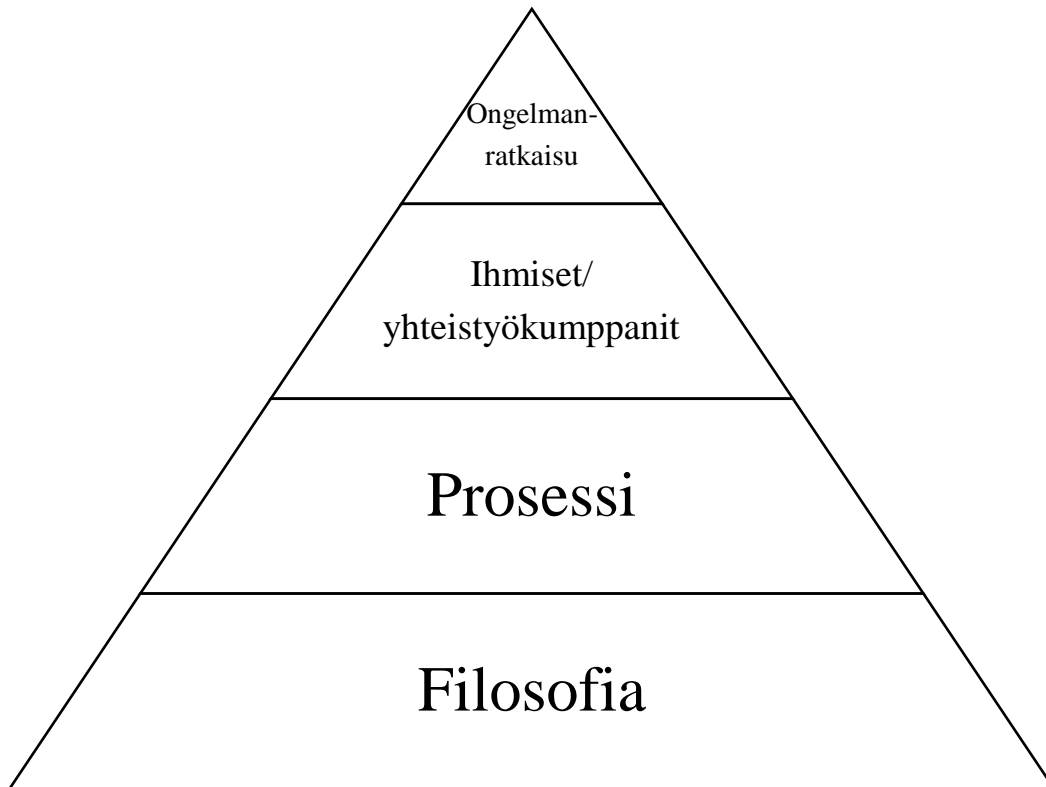 Ongelman-
ratkaisu
Ihmiset/
yhteistyökumppanit
Prosessi
Filosofia